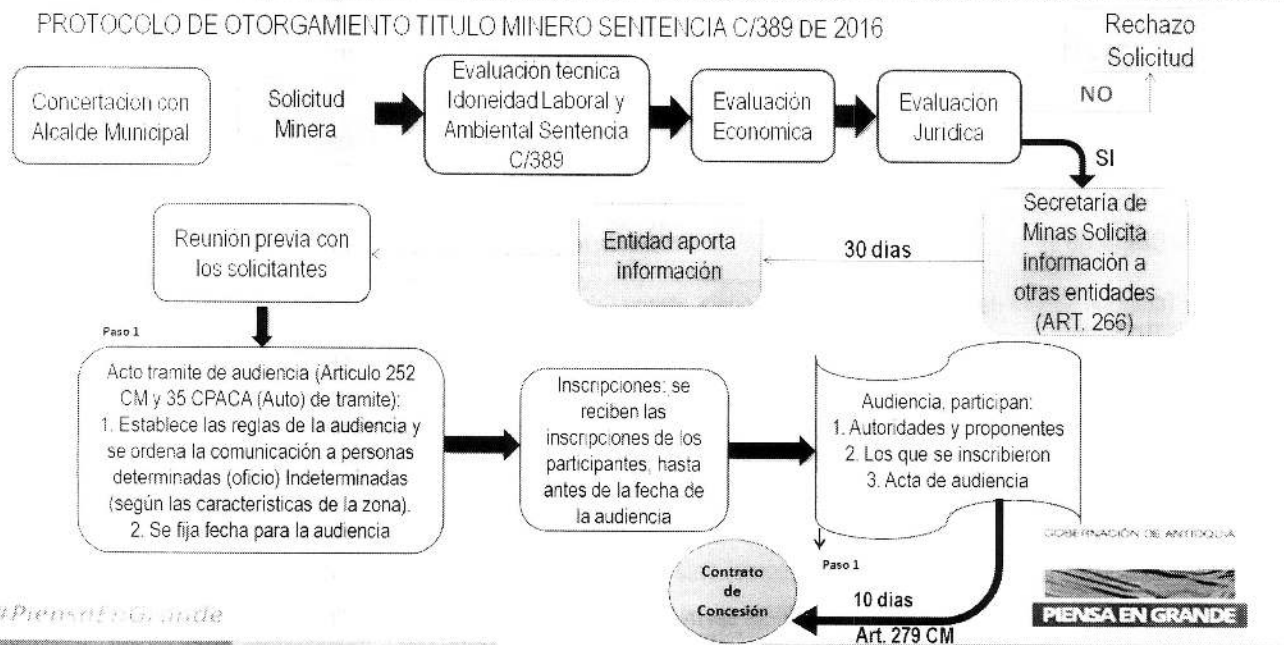 PROTOCOLO DE OTORGAMIENTO TITULO MINERO SENTENCIA C/389 DE 2016
Rechazo
Solicitud
Concertacion con
Alcalde Municipal
Solicitud
Minera
Evaluación tecnica
Idoneidad Laboral y
Ambiental Sentencia
C/389
Evaluación
Economica
Evaluación
Jurídica
NO
SI
Secretaría de
Minas Solicita
información a
otras entidades
(ART. 266)
30 dias
Entidad aporta
información
Reunion previa con
los solicitantes
Paso 1
Acto tramite de audiencia (Articulo 252
CM y 35 CPACA (Auto) de tramite):
1. Establece las reglas de la audiencia y
se ordena la comunicación a personas
determinadas (oficio) Indeterminadas
(según las características de la zona).
2. Se fija fecha para la audiencia
Inscripciones: se
reciben las
inscripciones de los
participantes, hasta
antes de la fecha de
la audiencia
Audiencia, participan:
1. Autoridades y proponentes
2. Los que se inscribieron
3. Acta de audiencia
Paso 1
10 dias
Art. 279 CM
Contrato
de
Concesión
GOBERNACIÓN DE ANTIOQUIA
PIENSA EN GRANDE
#PiensaEnGrande